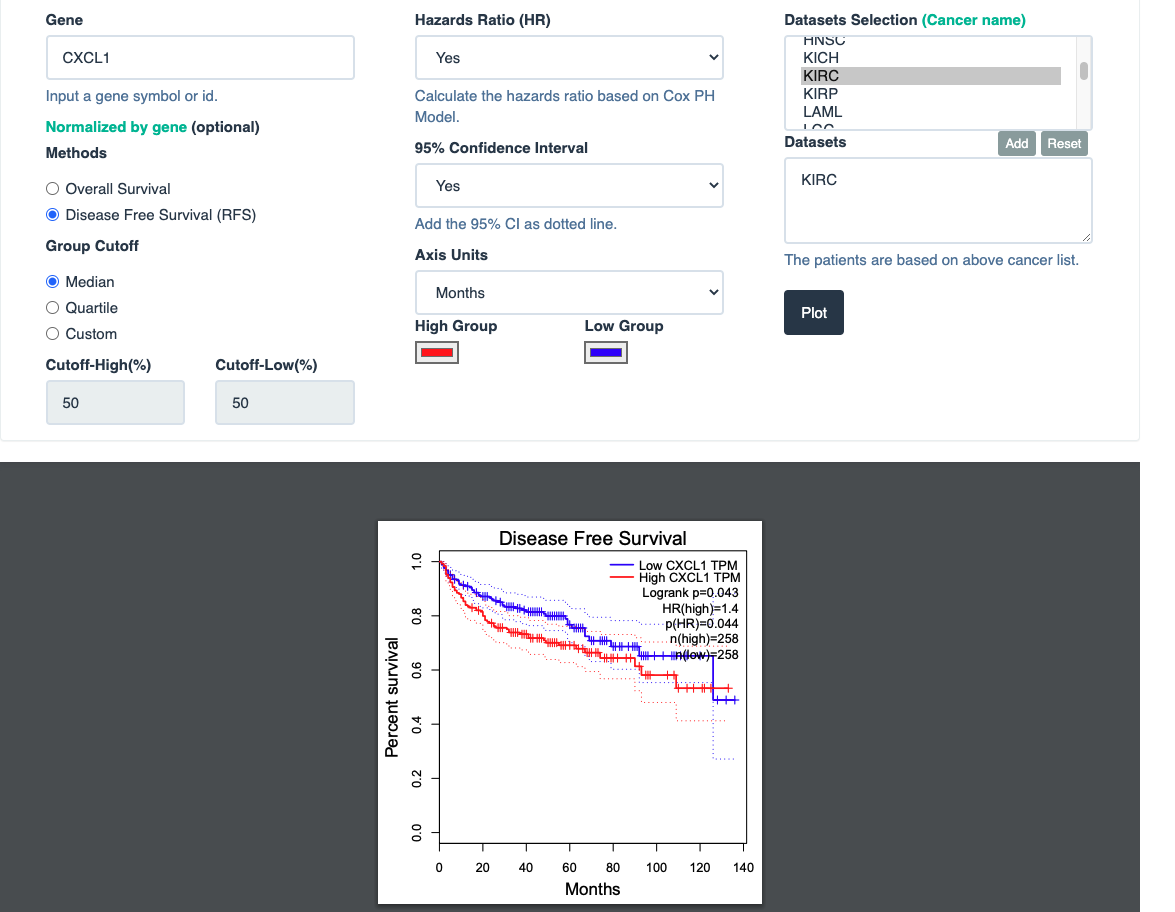 Gene
CXCL1
Input a gene symbol or id.
Normalized by gene (optional)
Methods
Overall Survival
Disease Free Survival (RFS)
Group Cutoff
Median
Quartile
Custom
Cutoff-High(%) Cutoff-Low(%)
50 50
Hazards Ratio (HR)
Yes
Calculate the hazards ratio based on Cox PH
Model.
95% Confidence Interval
Yes
Add the 95% CI as dotted line.
Axis Units
Months
High Group Low Group
Datasets Selection (Cancer name)
HNSC
KICH
KIRC
KIRP
LAML
LGG
Datasets Add Reset
KIRC
The patients are based on above cancer list.
Plot
Disease Free Survival
Low CXCL1 TPM
High CXCL1 TPM
Logrank p=0.043
HR(high)=1.4
p(HR)=0.044
n(high)=258
n(low)=258
Percent survival
1.0
0.8
0.6
0.4
0.2
0.0
0 20 40 60 80 100 120 140
Months